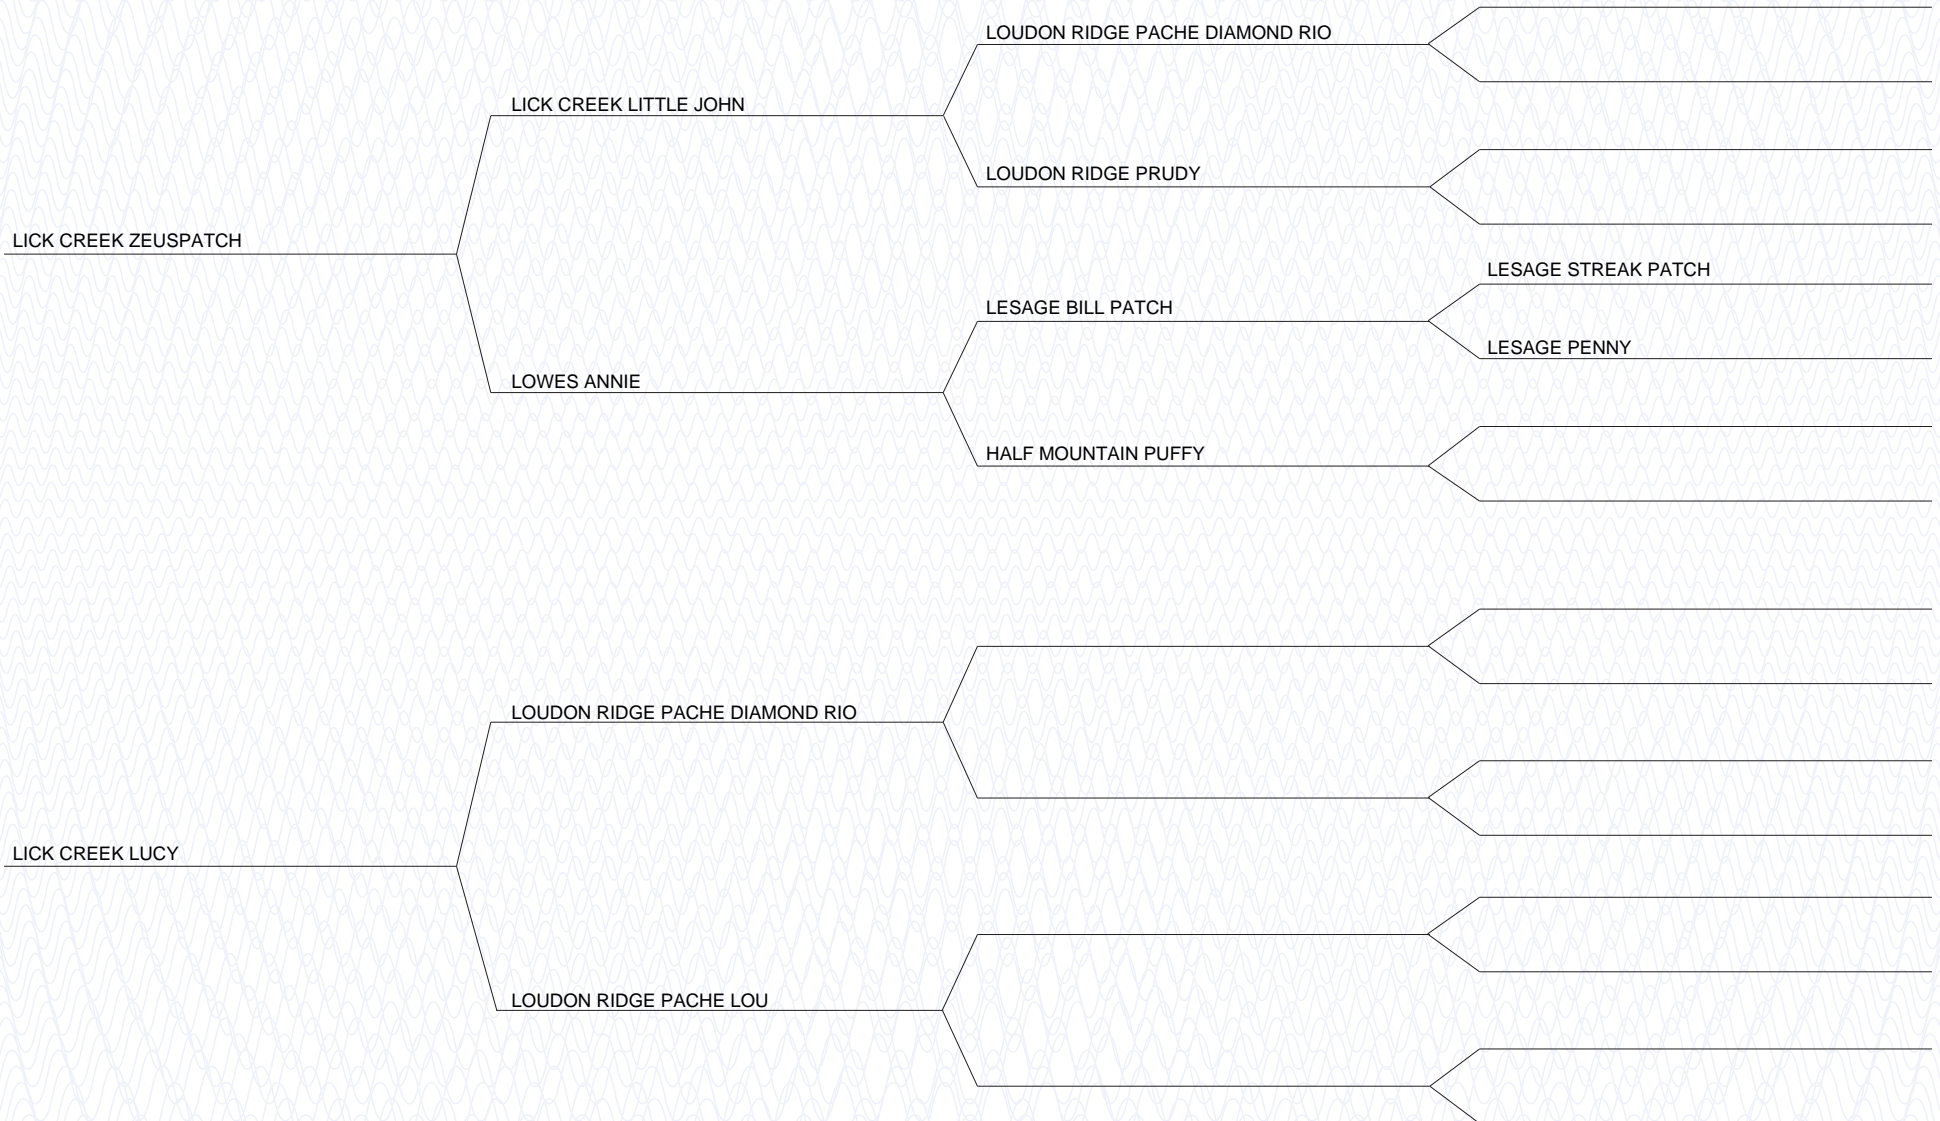 LOUDON RIDGE PACHE DIAMOND RIO
LICK CREEK LITTLE JOHN
LOUDON RIDGE PRUDY
LICK CREEK ZEUSPATCH
LESAGE STREAK PATCH
LESAGE BILL PATCH
LESAGE PENNY
LOWES ANNIE
HALF MOUNTAIN PUFFY
LOUDON RIDGE PACHE DIAMOND RIO
LICK CREEK LUCY
LOUDON RIDGE PACHE LOU